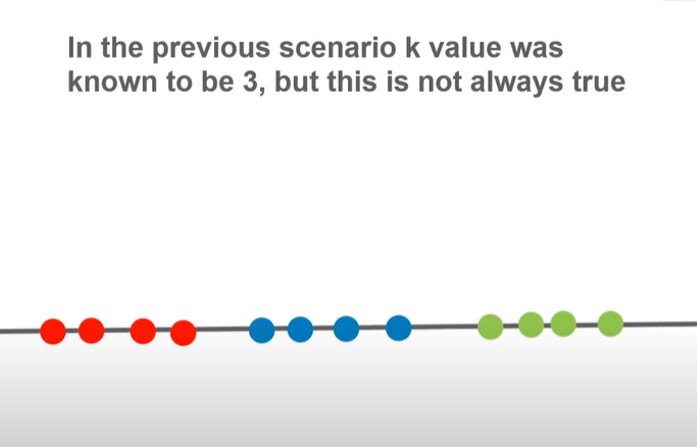 In the previous scenario k value was
known to be 3, but this is not always true